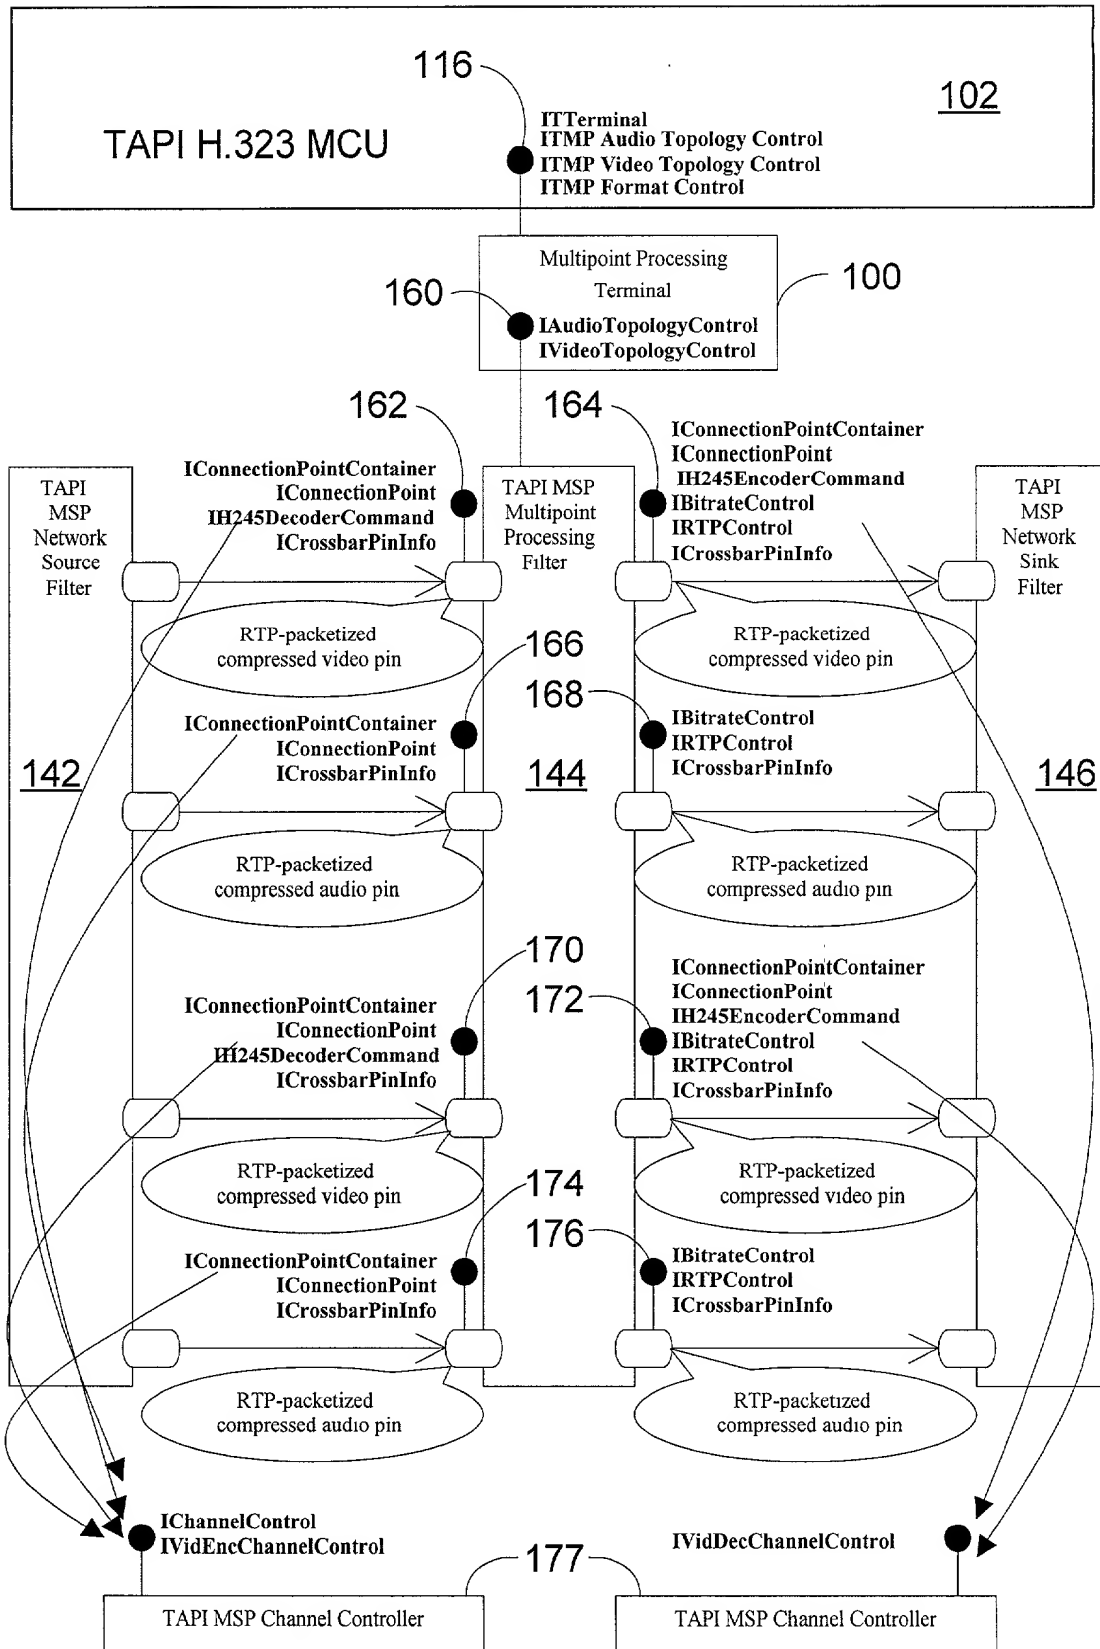 116
102
TAPI H.323 MCU
ITTerminal
ITMP Audio Topology Control
ITMP Video Topology Control
ITMP Format Control
Multipoint Processing
Terminal
100
160
IAudioTopologyControl
IVideoTopologyControl
162
164
IConnectionPointContainer
IConnectionPoint
IH245DecoderCommand
ICrossbarPinInfo
IConnectionPointContainer
IConnectionPoint
IH245EncoderCommand
IBitrateControl
IRTPControl
ICrossbarPinInfo
TAPI
MSP
Network
Source
Filter
TAPI MSP
Multipoint
Processing
Filter
TAPI
MSP
Network
Sink
Filter
RTP-packetized
compressed video pin
RTP-packetized
compressed video pin
166
168
IConnectionPointContainer
IConnectionPoint
ICrossbarPinInfo
IBitrateControl
IRTPControl
ICrossbarPinInfo
142
144
146
RTP-packetized
compressed audio pin
RTP-packetized
compressed audio pin
170
172
IConnectionPointContainer
IConnectionPoint
IH245DecoderCommand
ICrossbarPinInfo
IConnectionPointContainer
IConnectionPoint
IH245EncoderCommand
IBitrateControl
IRTPControl
ICrossbarPinInfo
RTP-packetized
compressed video pin
RTP-packetized
compressed video pin
174
176
IConnectionPointContainer
IConnectionPoint
ICrossbarPinInfo
IBitrateControl
IRTPControl
ICrossbarPinInfo
RTP-packetized
compressed audio pin
RTP-packetized
compressed audio pin
IChannelControl
IVidEncChannelControl
IVidDecChannelControl
177
TAPI MSP Channel Controller
TAPI MSP Channel Controller